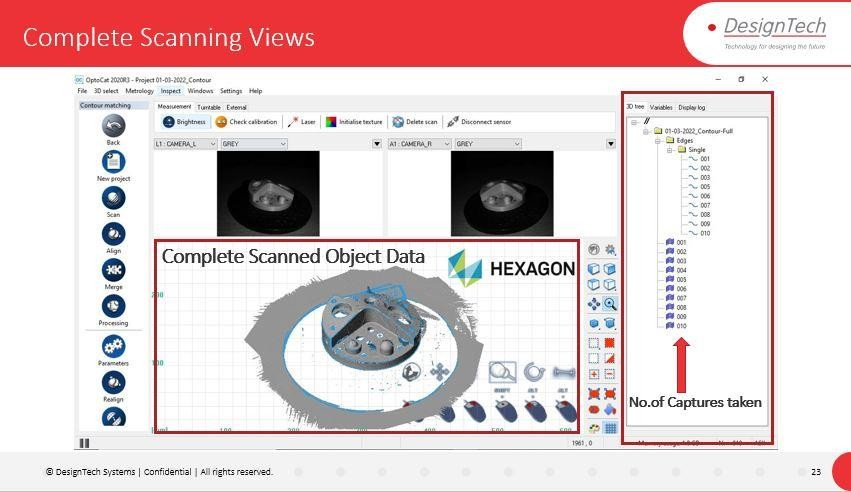 Complete Scanning Views
DesignTech
Technology for designing the future
OptoCat 2020R3 - Project 01-03-2022_Contour
File 3D select Metrology Inspect Windows Settings Help
Contour matching
Back
New project
Scan
Align
Merge
Processing
Parameters
Realign
Measurement Turntable External
Brightness Check calibration Laser Initialise texture Delete scan Disconnect sensor
L1 : CAMERA_L GREY A1 : CAMERA_R GREY
Complete Scanned Object Data
HEXAGON
200
100
100 200 300 400 500
SHIFT ALT ALT
1961 , 0
3D tree Variables Display log
//
01-03-2022_Contour-Full
Edges
Single
001
002
003
005
006
007
008
009
010
001
002
003
004
005
006
007
008
009
010
No.of Captures taken
© DesignTech Systems | Confidential | All rights reserved.
23